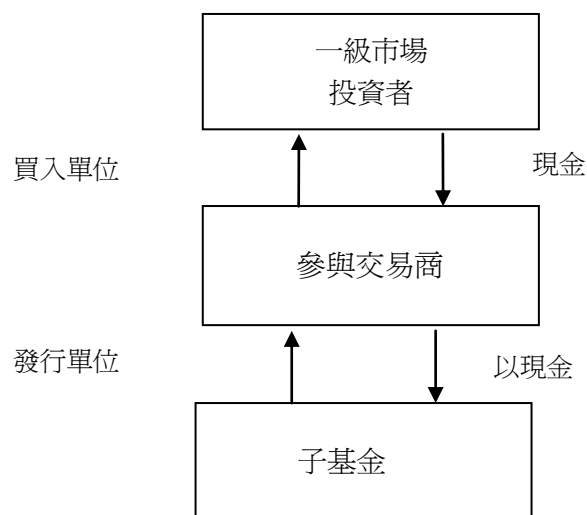 一級市場
投資者
買入單位
現金
參與交易商
發行單位
以現金
子基金